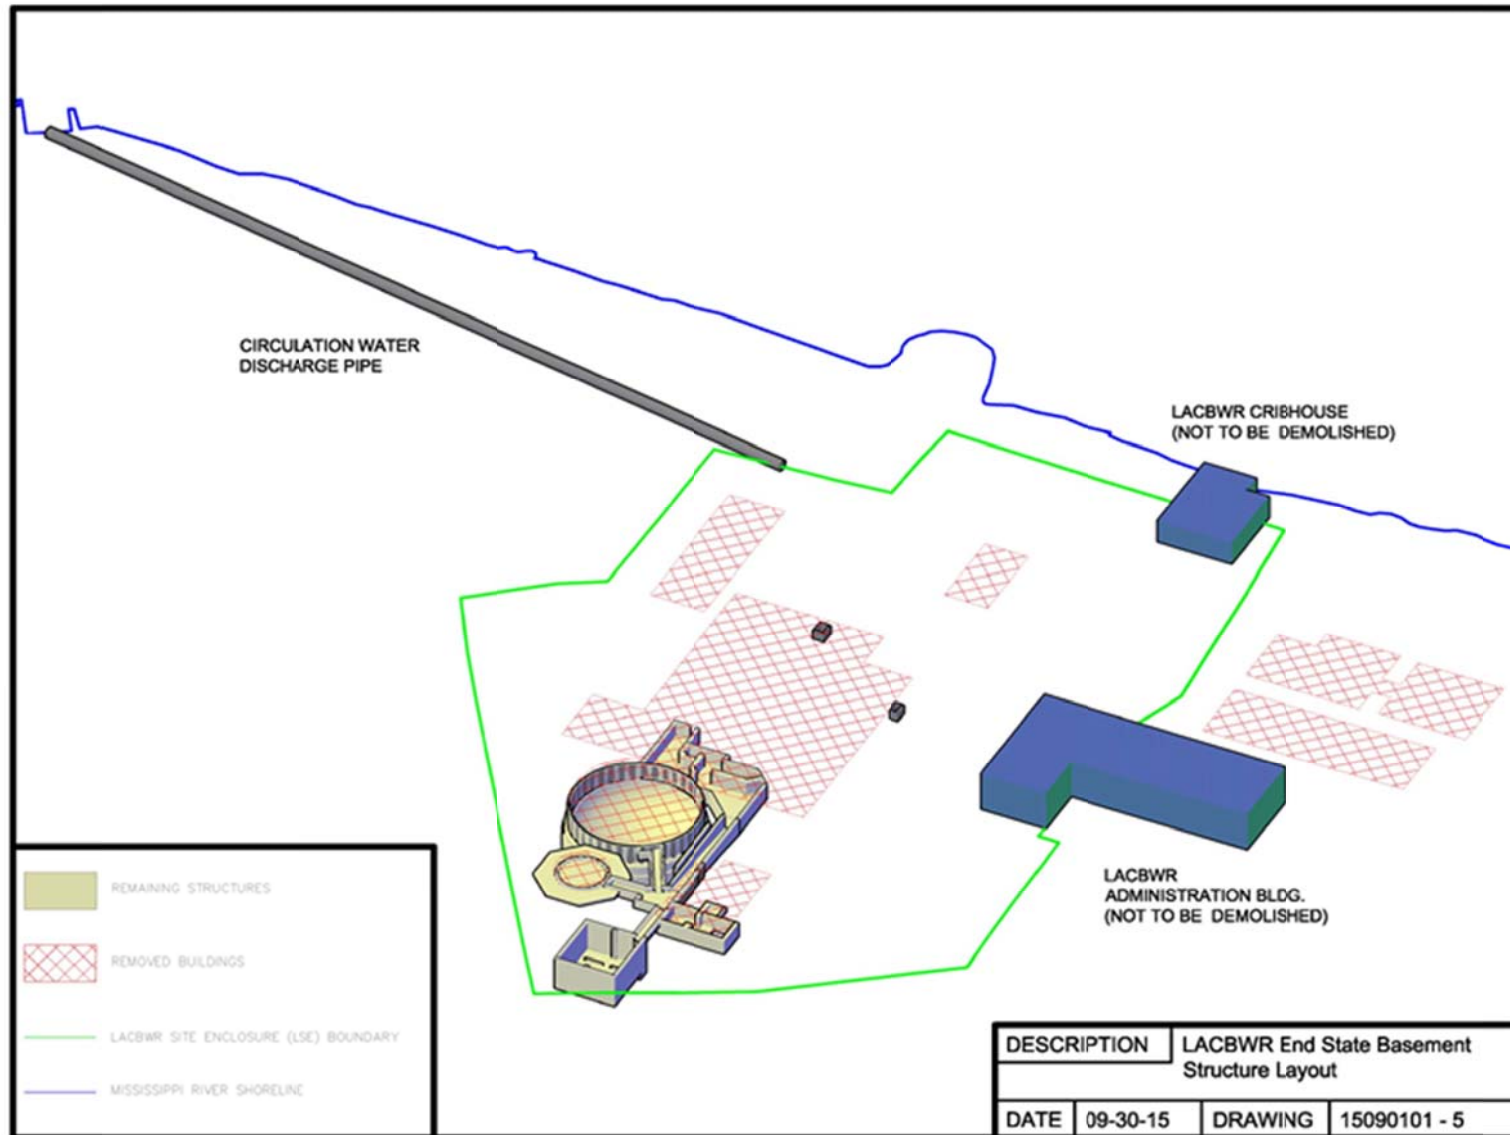 CIRCULATION WATER
DISCHARGE PIPE
LACBWR CRIBHOUSE
(NOT TO BE DEMOLISHED)
LACBWR
ADMINISTRATION BLDG.
(NOT TO BE DEMOLISHED)
REMAINING STRUCTURES
REMOVED BUILDINGS
LACBWR SITE ENCLOSURE (LSE) BOUNDARY
MISSISSIPPI RIVER SHORELINE
DESCRIPTION
LACBWR End State Basement
Structure Layout
DATE
09-30-15
DRAWING
15090101 - 5